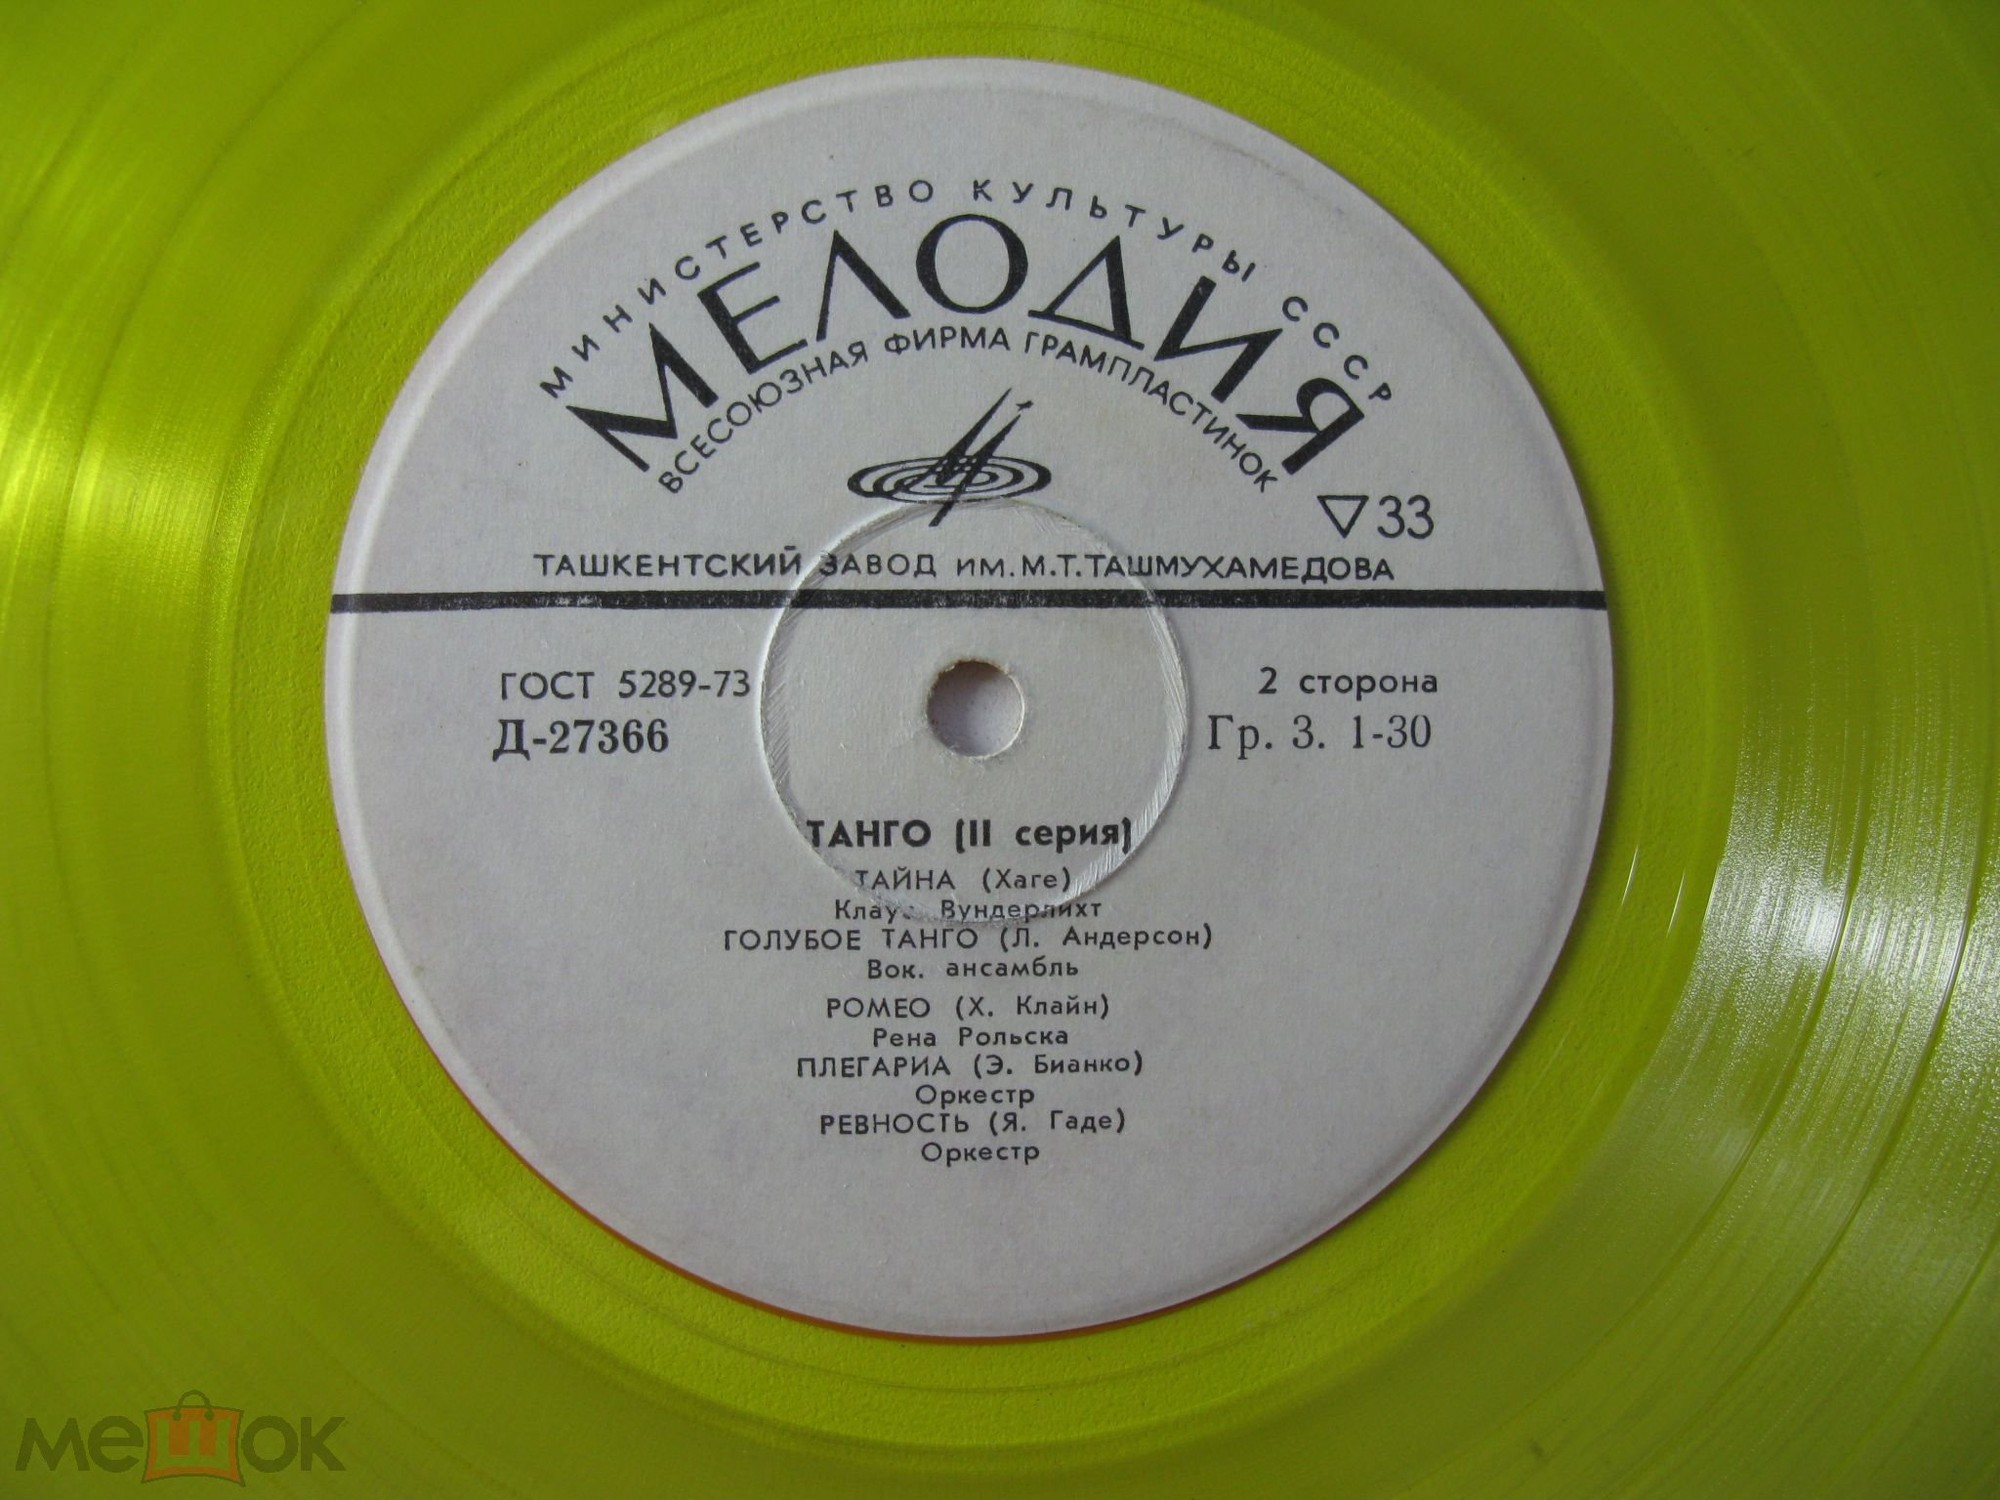 МИНИСТЕРСТВО КУЛЬТУРЫ СССР
МЕЛОДИЯ
ВСЕСОЮЗНАЯ ФИРМА ГРАМПЛАСТИНОК
33
ТАШКЕНТСКИЙ ЗАВОД ИМ. М.Т.ТАШМУХАМЕДОВА
ГОСТ 5289-73
2 сторона
Д-27366
Гр. 3. 1-30
ТАНГО (II серия)
ТАЙНА (Хаге)
Клаус Вундерлихт
ГОЛУБОЕ ТАНГО (Л. Андерсон)
Вок. ансамбль
РОМЕО (Х. Клайн)
Рена Рольска
ПЛЕГАРИА (Э. Бианко)
Оркестр
РЕВНОСТЬ (Я. Гаде)
Оркестр
мешок